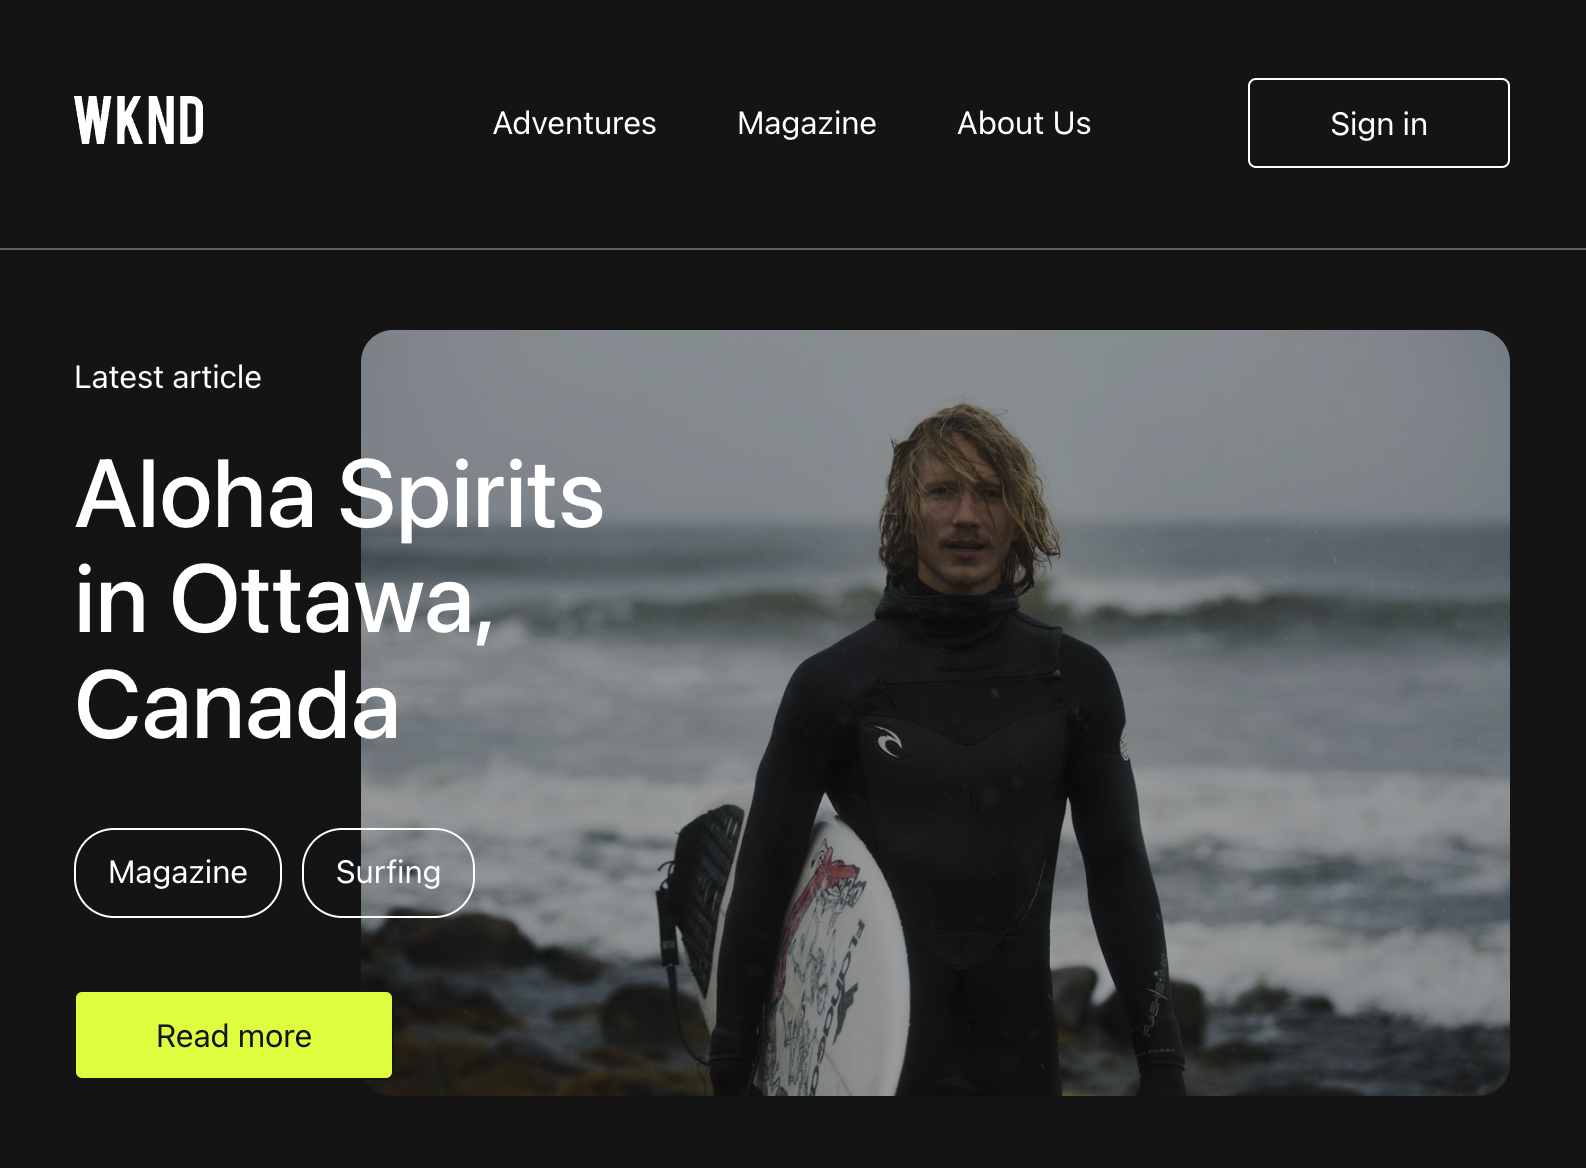 WKND
Adventures
Magazine
About Us
Sign in
Latest article
Aloha Spirits
in Ottawa,
Canada
Magazine
Surfing
Read more